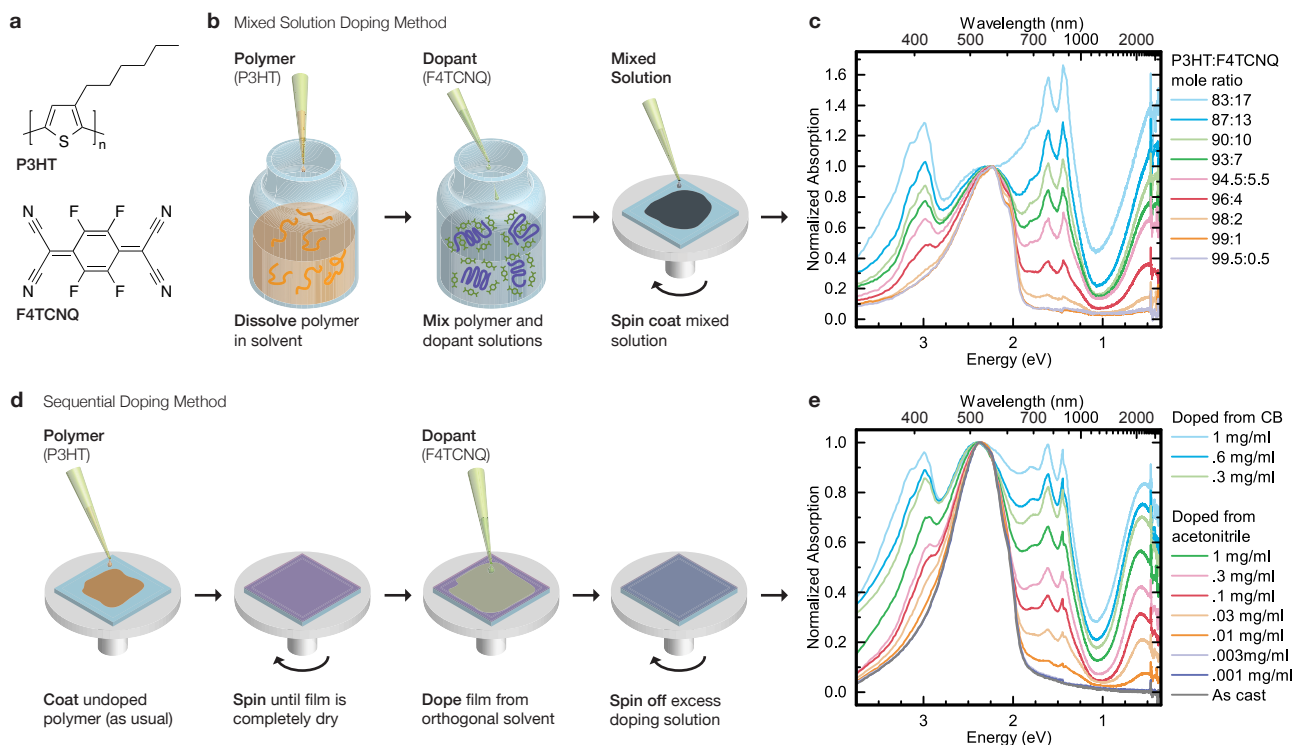 a
P3HT
[
]
n
S
F4TCNQ
N
N
F
F
F
F
N
N
b Mixed Solution Doping Method
Polymer
(P3HT)
Dopant
(F4TCNQ)
Mixed
Solution
Dissolve polymer
in solvent
Mix polymer and
dopant solutions
Spin coat mixed
solution
c
Wavelength (nm)
400 500 700 1000 2000
Normalized Absorption
1.6
1.4
1.2
1.0
0.8
0.6
0.4
0.2
0.0
3 2 1
Energy (eV)
P3HT:F4TCNQ
mole ratio
83:17
87:13
90:10
93:7
94.5:5.5
96:4
98:2
99:1
99.5:0.5
d Sequential Doping Method
Polymer
(P3HT)
Dopant
(F4TCNQ)
Coat undoped
polymer (as usual)
Spin until film is
completely dry
Dope film from
orthogonal solvent
Spin off excess
doping solution
e
Wavelength (nm)
400 500 700 1000 2000
Normalized Absorption
1.0
0.8
0.6
0.4
0.2
0.0
3 2 1
Energy (eV)
Doped from CB
1 mg/ml
.6 mg/ml
.3 mg/ml
Doped from
acetonitrile
1 mg/ml
.3 mg/ml
.1 mg/ml
.03 mg/ml
.01 mg/ml
.003mg/ml
.001 mg/ml
As cast